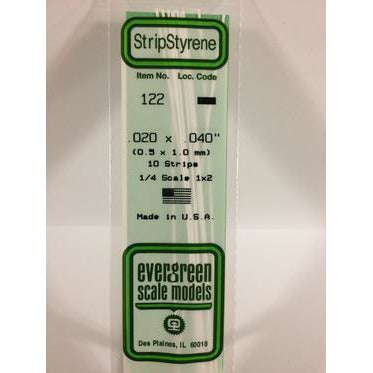 StripStyrene
Item No. Loc. Code
122
.020 x .040"
(0.5 x 1.0 mm)
10 Strips
1/4 Scale 1x2
Made in U.S.A.
evergreen
scale models
Des Plaines, IL 60018